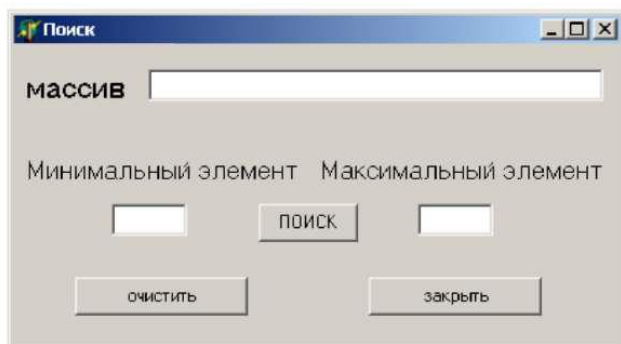 Поиск
массив
Минимальный элемент Максимальный элемент
поиск
очистить закрыть